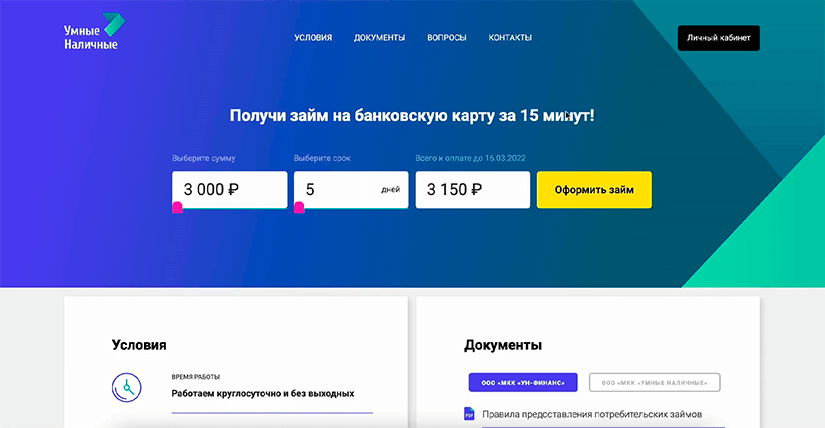 Умные
Наличные
УСЛОВИЯ ДОКУМЕНТЫ ВОПРОСЫ КОНТАКТЫ
Личный кабинет
Получи займ на банковскую карту за 15 минут!
Выберите сумму Выберите срок Всего к оплате до 15.03.2022
3 000 ₽ 5 дней 3 150 ₽ Оформить займ
Условия
ВРЕМЯ РАБОТЫ
Работаем круглосуточно и без выходных
Документы
ООО «МКК «УН-ФИНАНС» ООО «МКК «УМНЫЕ НАЛИЧНЫЕ»
PDF Правила предоставления потребительских займов